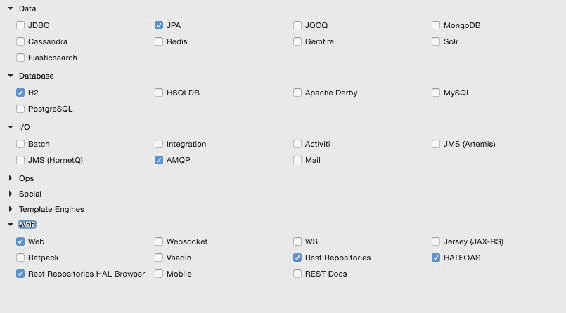 Data
JDBC JPA JOOQ MongoDB
Cassandra Redis Gemfire Solr
Elasticsearch
Database
H2 HSQLDB Apache Derby MySQL
PostgreSQL
I/O
Batch Integration Activiti JMS (Artemis)
JMS (HornetQ) AMQP Mail
Ops
Social
Template Engines
Web
Web Websocket WS Jersey (JAX-RS)
Ratpack Vaadin Rest Repositories HATEOAS
Rest Repositories HAL Browser Mobile REST Docs